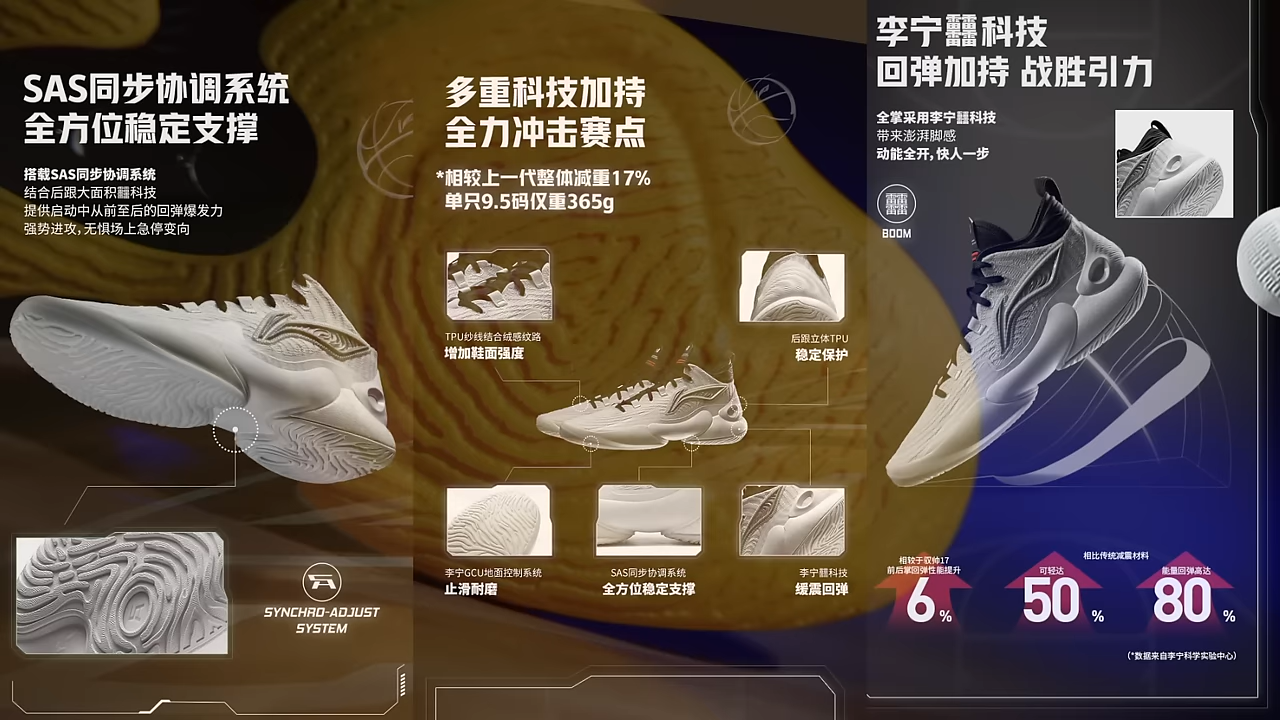 SAS同步协调系统
全方位稳定支撑
搭载SAS同步协调系统
结合后跟大面积䨻科技
提供启动中从前至后的回弹爆发力
强势进攻,无惧场上急停变向
SYNCHRO-ADJUST
SYSTEM
多重科技加持
全力冲击赛点
*相较上一代整体减重17%
单只9.5码仅重365g
TPU纱线结合绒感纹路
增加鞋面强度
后跟立体TPU
稳定保护
李宁GCU地面控制系统
止滑耐磨
SAS同步协调系统
全方位稳定支撑
李宁䨻科技
缓震回弹
李宁䨻科技
回弹加持 战胜引力
全掌采用李宁䨻科技
带来澎湃脚感
动能全开,快人一步
䨻
BOOM
相较于驭帅17
前后掌回弹性能提升
6%
相比传统减震材料
可轻达
50%
能量回弹高达
80%
(*数据来自李宁科学实验中心)